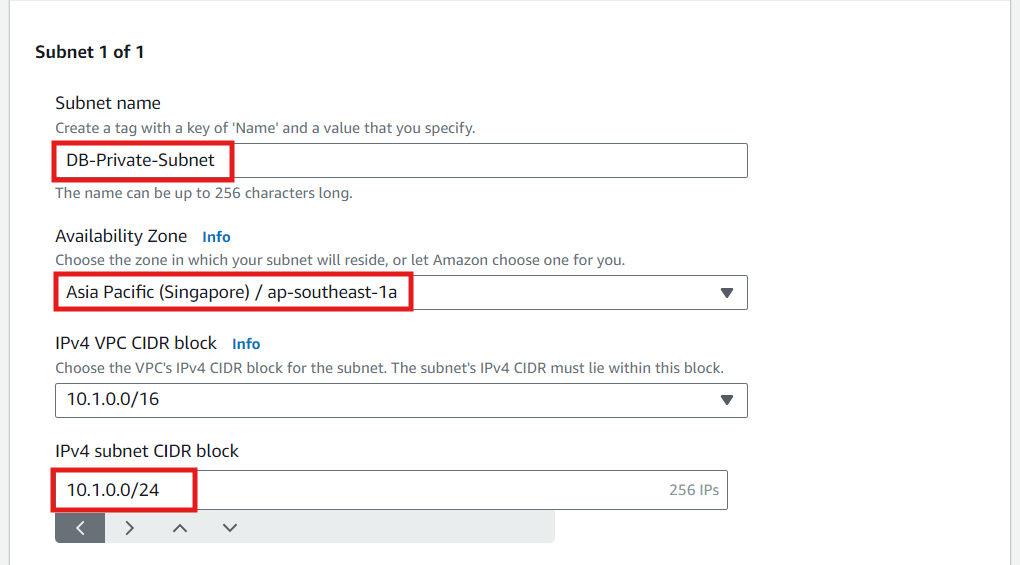 Subnet 1 of 1
Subnet name
Create a tag with a key of 'Name' and a value that you specify.
DB-Private-Subnet
The name can be up to 256 characters long.
Availability Zone Info
Choose the zone in which your subnet will reside, or let Amazon choose one for you.
Asia Pacific (Singapore) / ap-southeast-1a
IPv4 VPC CIDR block Info
Choose the VPC's IPv4 CIDR block for the subnet. The subnet's IPv4 CIDR must lie within this block.
10.1.0.0/16
IPv4 subnet CIDR block
10.1.0.0/24 256 IPs